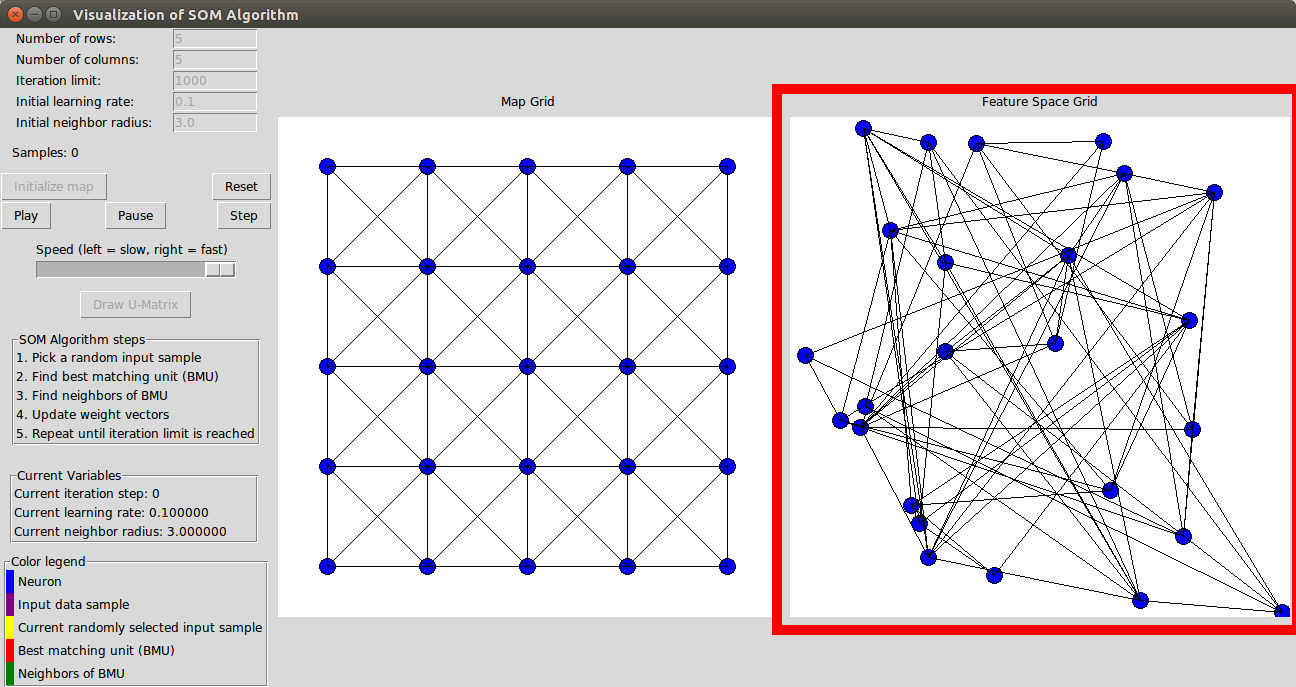 Visualization of SOM Algorithm
Number of rows: 5
Number of columns: 5
Iteration limit: 1000
Initial learning rate: 0.1
Initial neighbor radius: 3.0
Samples: 0
Initialize map Reset
Play Pause Step
Speed (left = slow, right = fast)
Draw U-Matrix
SOM Algorithm steps
1. Pick a random input sample
2. Find best matching unit (BMU)
3. Find neighbors of BMU
4. Update weight vectors
5. Repeat until iteration limit is reached
Current Variables
Current iteration step: 0
Current learning rate: 0.100000
Current neighbor radius: 3.000000
Color legend
Neuron
Input data sample
Current randomly selected input sample
Best matching unit (BMU)
Neighbors of BMU
Map Grid
Feature Space Grid